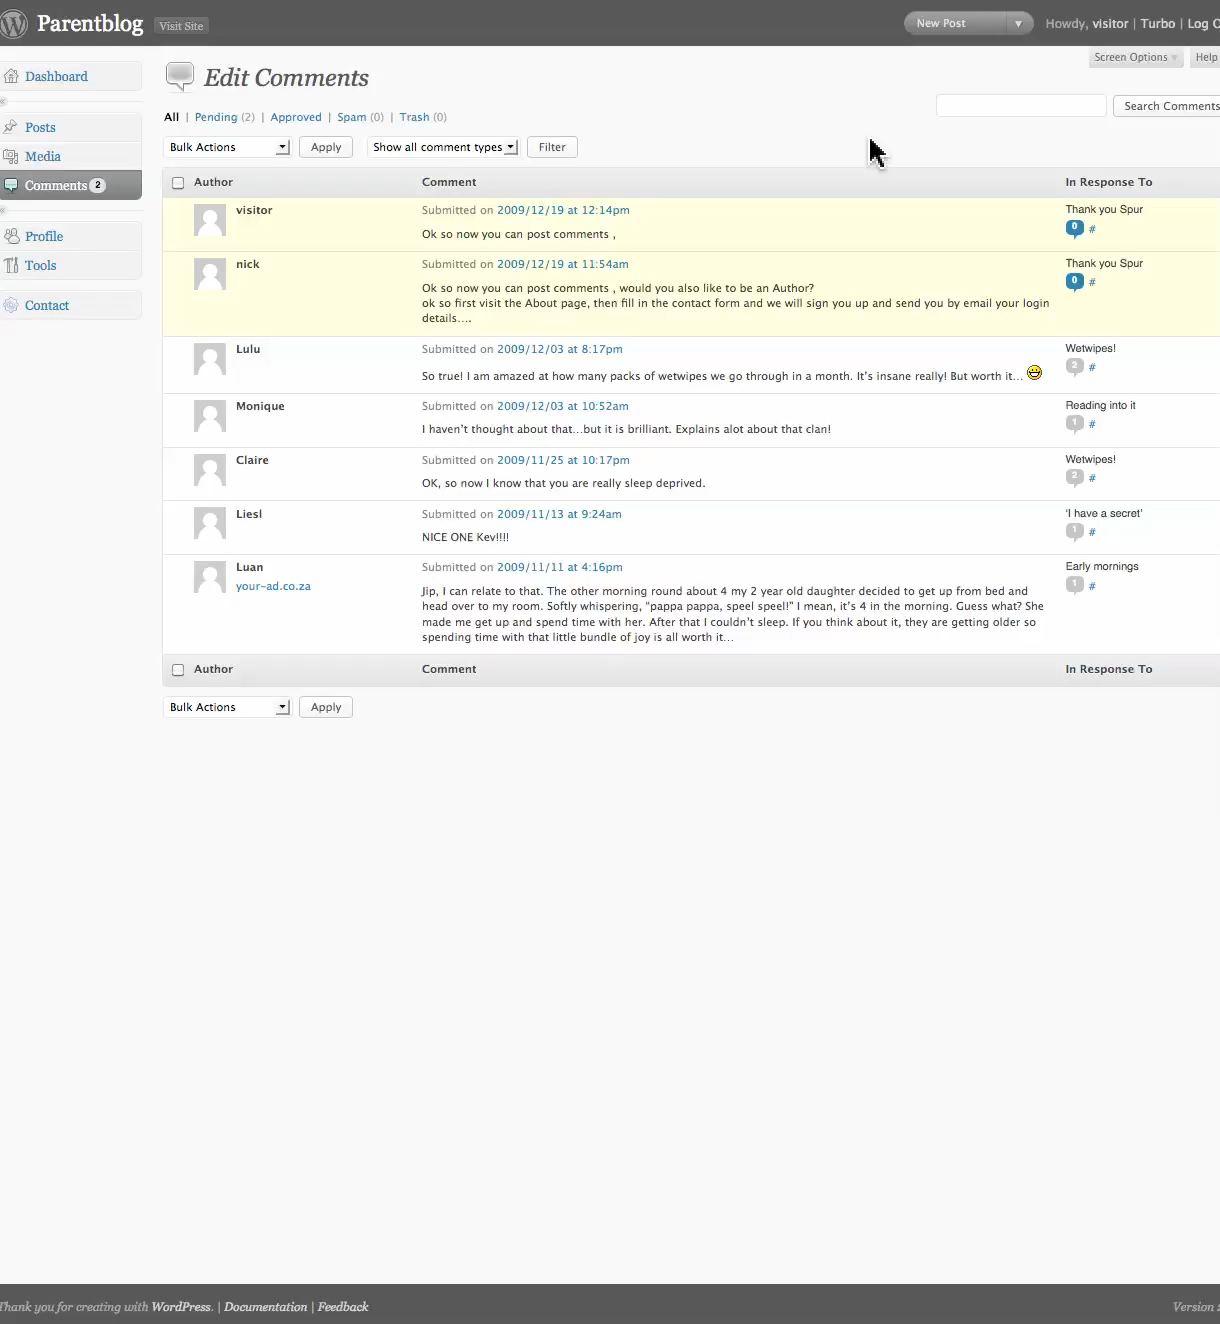 Parentblog Visit Site New Post Howdy, visitor | Turbo | Log O
Screen Options Help
Dashboard
Edit Comments
Search Comments
Posts
Media
Comments 2
Profile
Tools
Contact
All | Pending (2) | Approved | Spam (0) | Trash (0)
Bulk Actions Apply Show all comment types Filter
Author Comment In Response To
visitor Submitted on 2009/12/19 at 12:14pm Thank you Spur
0 #
Ok so now you can post comments ,
nick Submitted on 2009/12/19 at 11:54am Thank you Spur
0 #
Ok so now you can post comments , would you also like to be an Author?
ok so first visit the About page, then fill in the contact form and we will sign you up and send you by email your login
details....
Lulu Submitted on 2009/12/03 at 8:17pm Wetwipes!
2 #
So true! I am amazed at how many packs of wetwipes we go through in a month. It's insane really! But worth it...
Monique Submitted on 2009/12/03 at 10:52am Reading into it
1 #
I haven't thought about that...but it is brilliant. Explains alot about that clan!
Claire Submitted on 2009/11/25 at 10:17pm Wetwipes!
2 #
OK, so now I know that you are really sleep deprived.
Liesl Submitted on 2009/11/13 at 9:24am 'I have a secret'
1 #
NICE ONE Kev!!!!
Luan Submitted on 2009/11/11 at 4:16pm Early mornings
your-ad.co.za 1 #
Jip, I can relate to that. The other morning round about 4 my 2 year old daughter decided to get up from bed and
head over to my room. Softly whispering, "pappa pappa, speel speel!" I mean, it's 4 in the morning. Guess what? She
made me get up and spend time with her. After that I couldn't sleep. If you think about it, they are getting older so
spending time with that little bundle of joy is all worth it...
Author Comment In Response To
Bulk Actions Apply
Thank you for creating with WordPress. | Documentation | Feedback Version